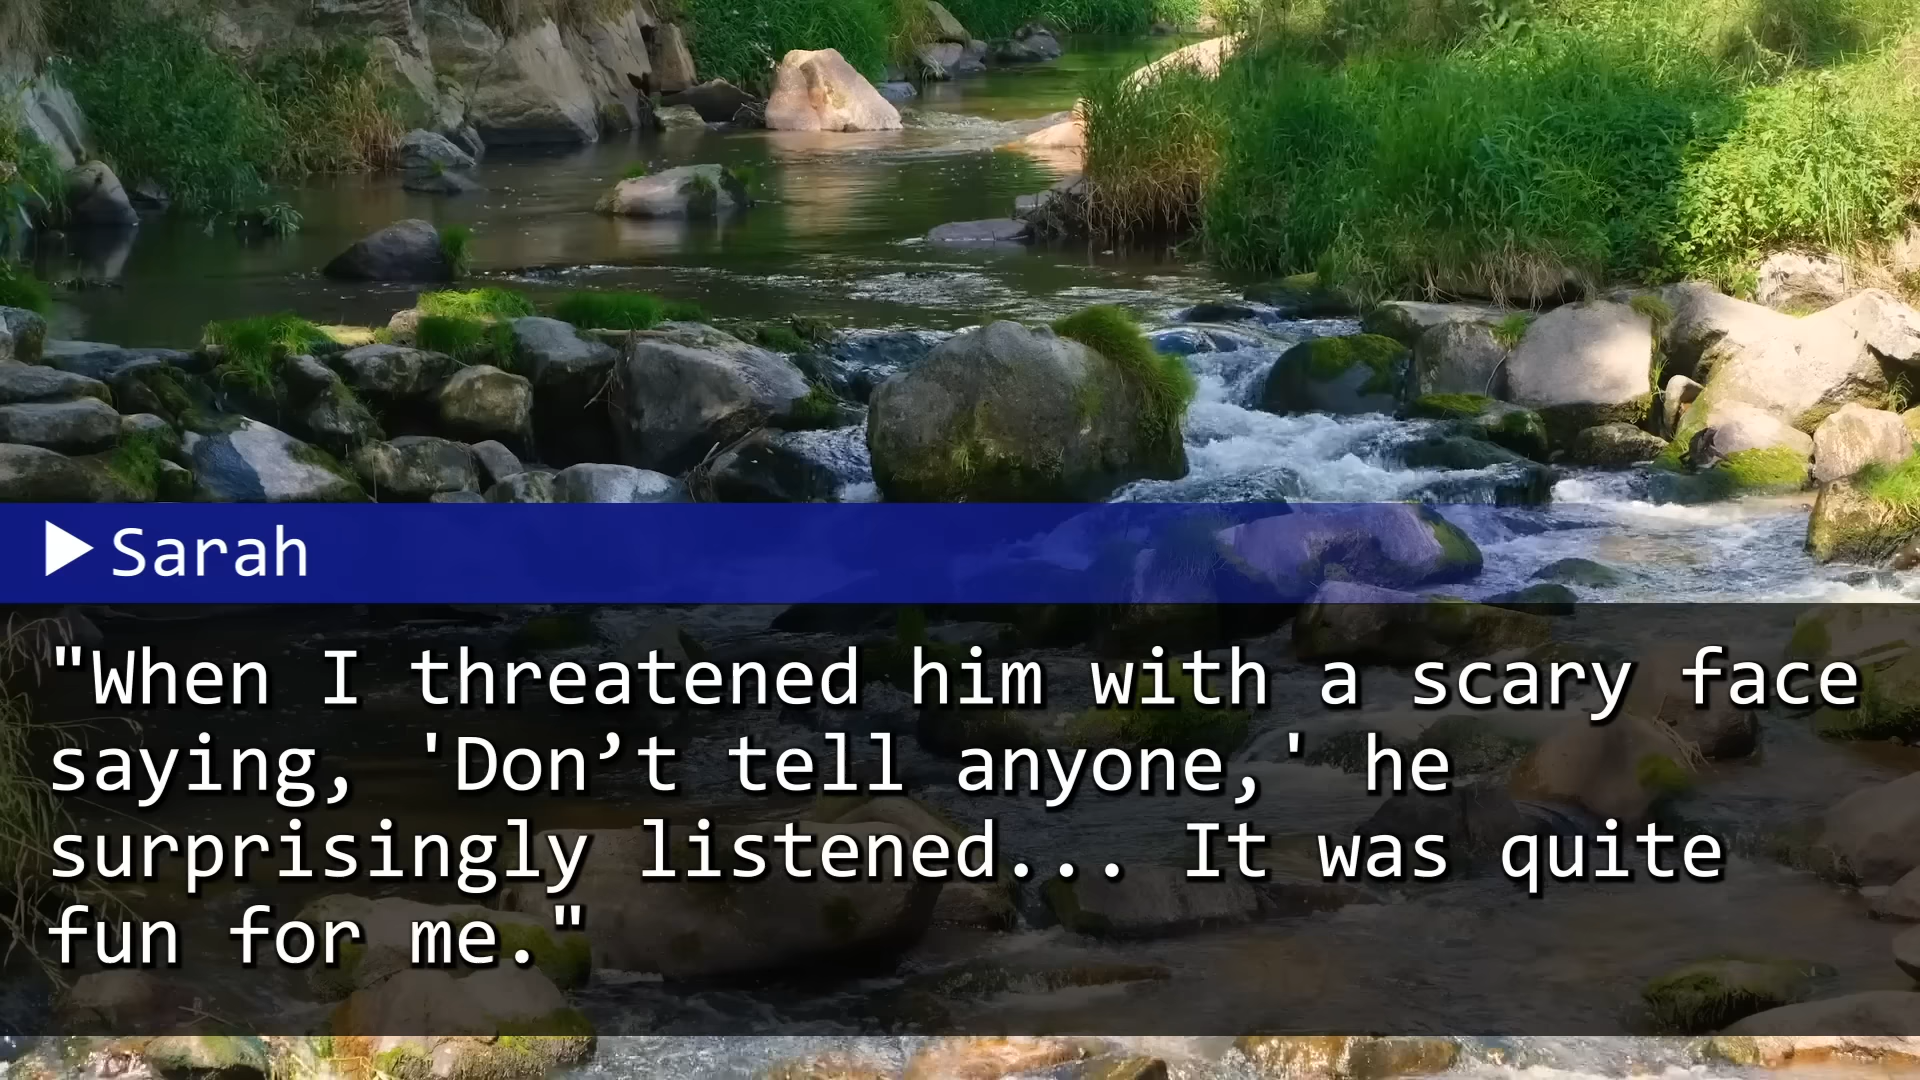 ▶Sarah
"When I threatened him with a scary face
saying, 'Don’t tell anyone,' he
surprisingly listened... It was quite
fun for me."